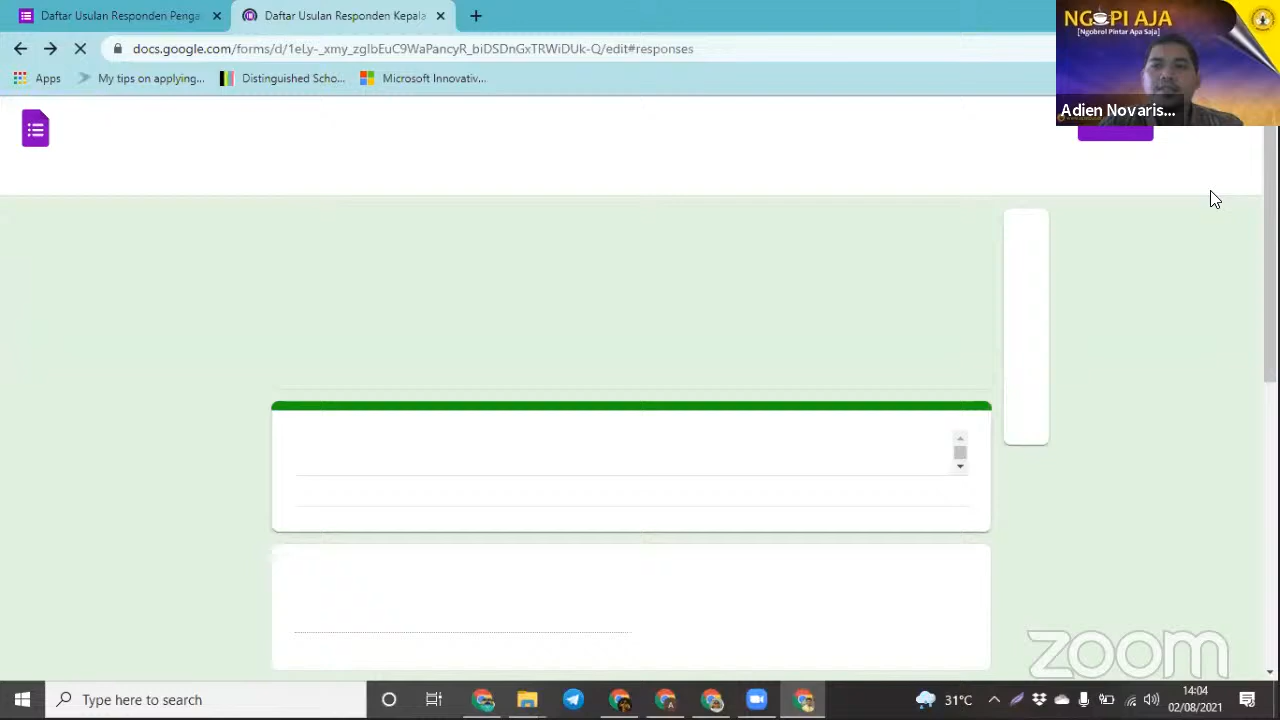 Daftar Usulan Responden Penga
Daftar Usulan Responden Kepala
docs.google.com/forms/d/1eLy-_xmy_zgIbEuC9WaPancyR_biDSDnGxTRWiDUk-Q/edit#responses
Apps
My tips on applying...
Distinguished Scho...
Microsoft Innovativ...
NGOPI AJA
[Ngobrol Pintar Apa Saja]
Adien Novaris...
zoom
Type here to search
31°C
14:04
02/08/2021